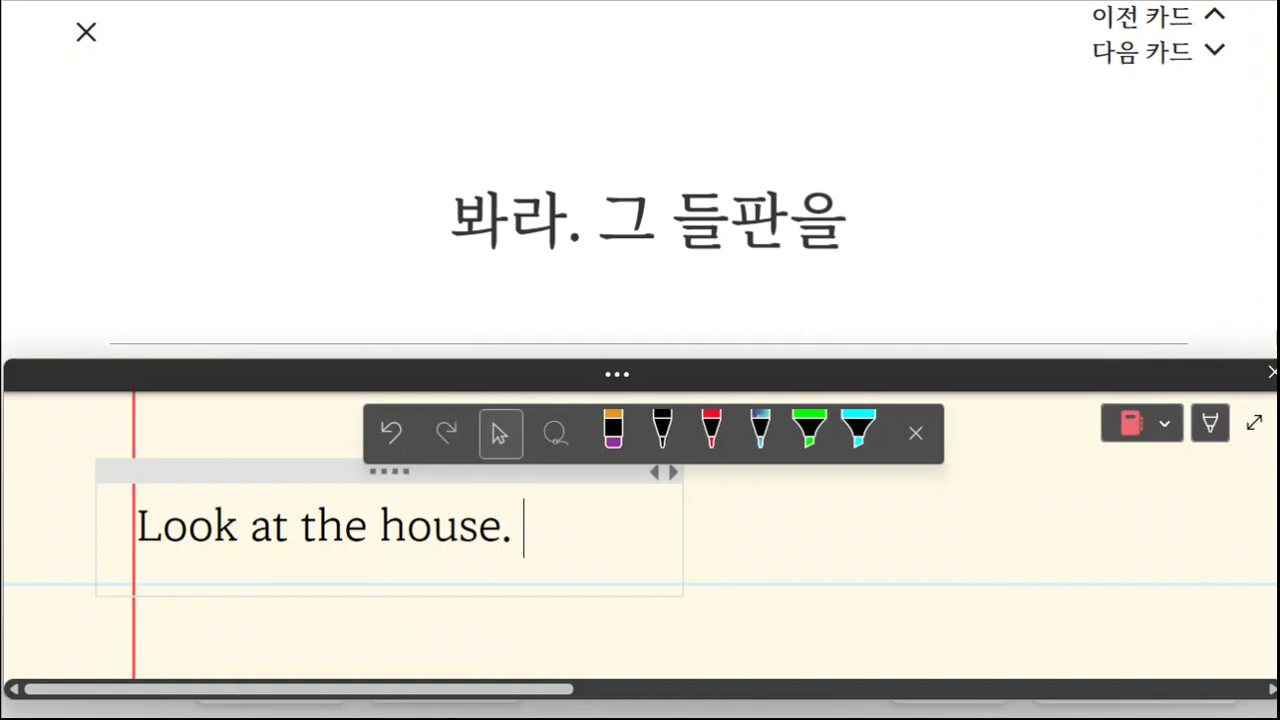 이전 카드
다음 카드
봐라. 그 들판을
Look at the house.